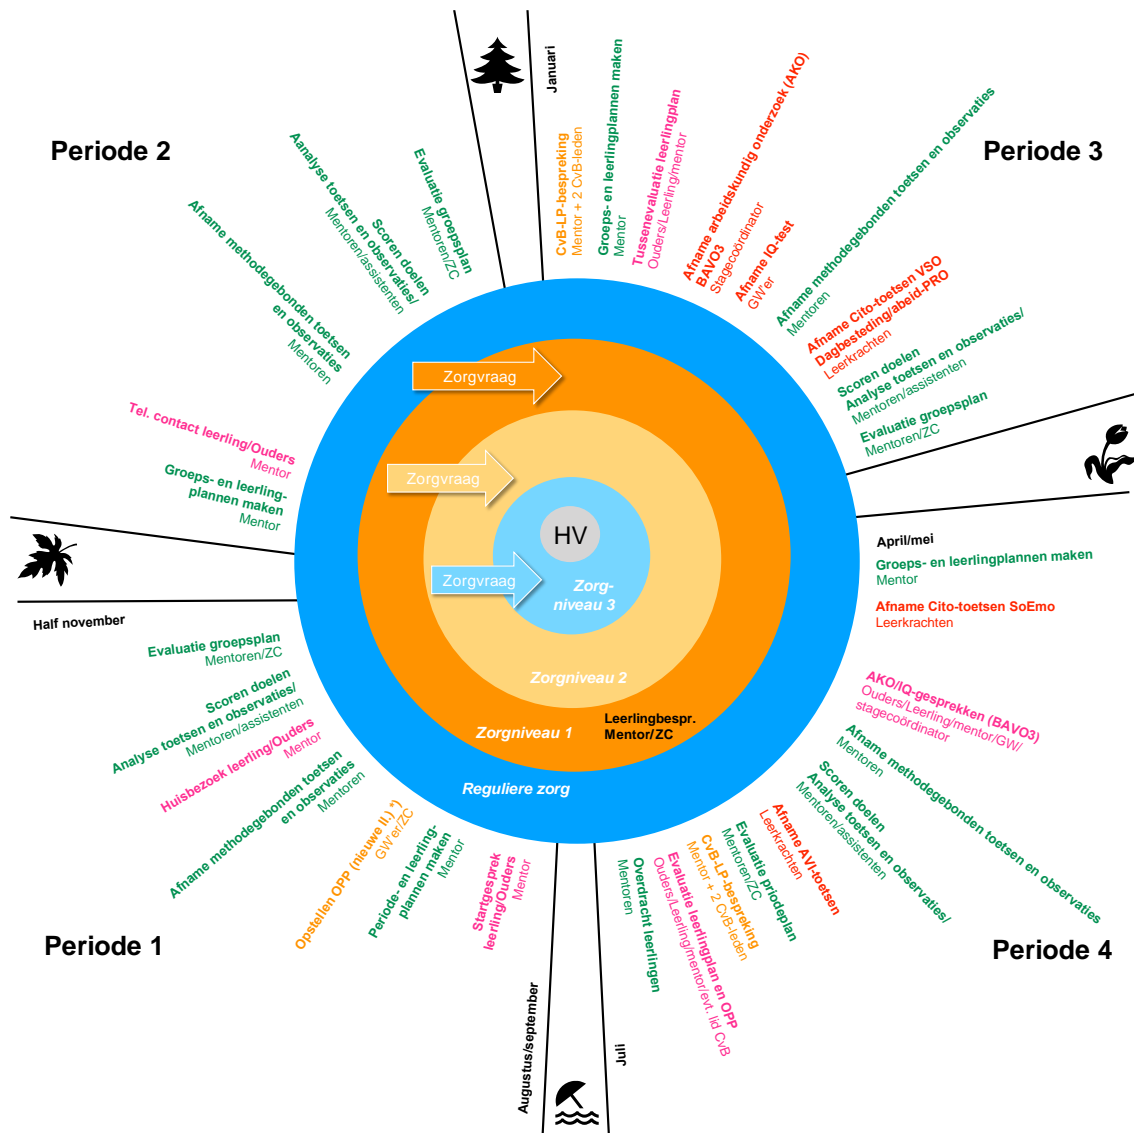 Periode 1
Augustus/september
Startgesprek
leerling/Ouders
Mentor
Periode- en leerling-
plannen maken
Mentor
Opstellen OPP (nieuwe ll.) *)
GW'er/ZC
Afname methodegebonden toetsen
en observaties
Mentoren
Huisbezoek leerling/Ouders
Mentor
Scoren doelen
Analyse toetsen en observaties/
Mentoren/assistenten
Evaluatie groepsplan
Mentoren/ZC
Half november
Periode 2
Groeps- en leerling-
plannen maken
Mentor
Tel. contact leerling/Ouders
Mentor
Afname methodegebonden toetsen
en observaties
Mentoren
Aanalyse toetsen en observaties/
Scoren doelen
Mentoren/assistenten
Evaluatie groepsplan
Mentoren/ZC
Januari
Periode 3
CvB-LP-bespreking
Mentor + 2 CvB-leden
Groeps- en leerlingplannen maken
Mentor
Tussenevaluatie leerlingplan
Ouders/Leerling/mentor
Afname arbeidskundig onderzoek (AKO)
BAVO3
Stagecoördinator
Afname IQ-test
GW'er
Afname methodegebonden toetsen en observaties
Mentoren
Afname Cito-toetsen VSO
Dagbesteding/abeid-PRO
Leerkrachten
Scoren doelen
Analyse toetsen en observaties/
Mentoren/assistenten
Evaluatie groepsplan
Mentoren/ZC
April/mei
Groeps- en leerlingplannen maken
Mentor
Afname Cito-toetsen SoEmo
Leerkrachten
AKO/IQ-gesprekken (BAVO3)
Ouders/Leerling/mentor/GW/
stagecoördinator
Afname methodegebonden toetsen en observaties
Mentoren
Scoren doelen
Analyse toetsen en observaties/
Mentoren/assistenten
Afname AVI-toetsen
Leerkrachten
Evaluatie priodeplan
Mentoren/ZC
CvB-LP-bespreking
Mentor + 2 CvB-leden
Evaluatie leerlingplan en OPP
Ouders/Leerling/mentor/evt. lid CvB
Overdracht leerlingen
Mentoren
Periode 4
Juli
Zorgvraag
Zorgvraag
HV
Zorgvraag
Zorg-
niveau 3
Zorgniveau 2
Leerlingbespr.
Mentor/ZC
Zorgniveau 1
Reguliere zorg